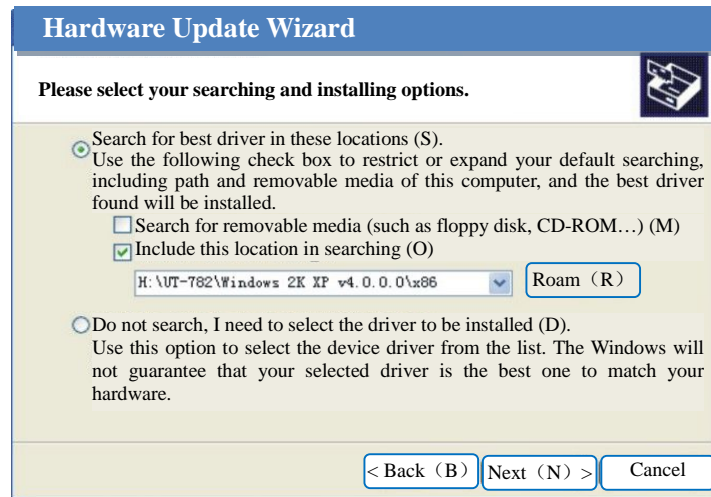 Hardware Update Wizard
Please select your searching and installing options.
Search for best driver in these locations (S).
Use the following check box to restrict or expand your default searching,
including path and removable media of this computer, and the best driver
found will be installed.
Search for removable media (such as floppy disk, CD-ROM…) (M)
Include this location in searching (O)
H:\UT-782\Windows 2K XP v4.0.0.0\x86
Roam（R）
Do not search, I need to select the driver to be installed (D).
Use this option to select the device driver from the list. The Windows will
not guarantee that your selected driver is the best one to match your
hardware.
< Back（B） Next（N）> Cancel